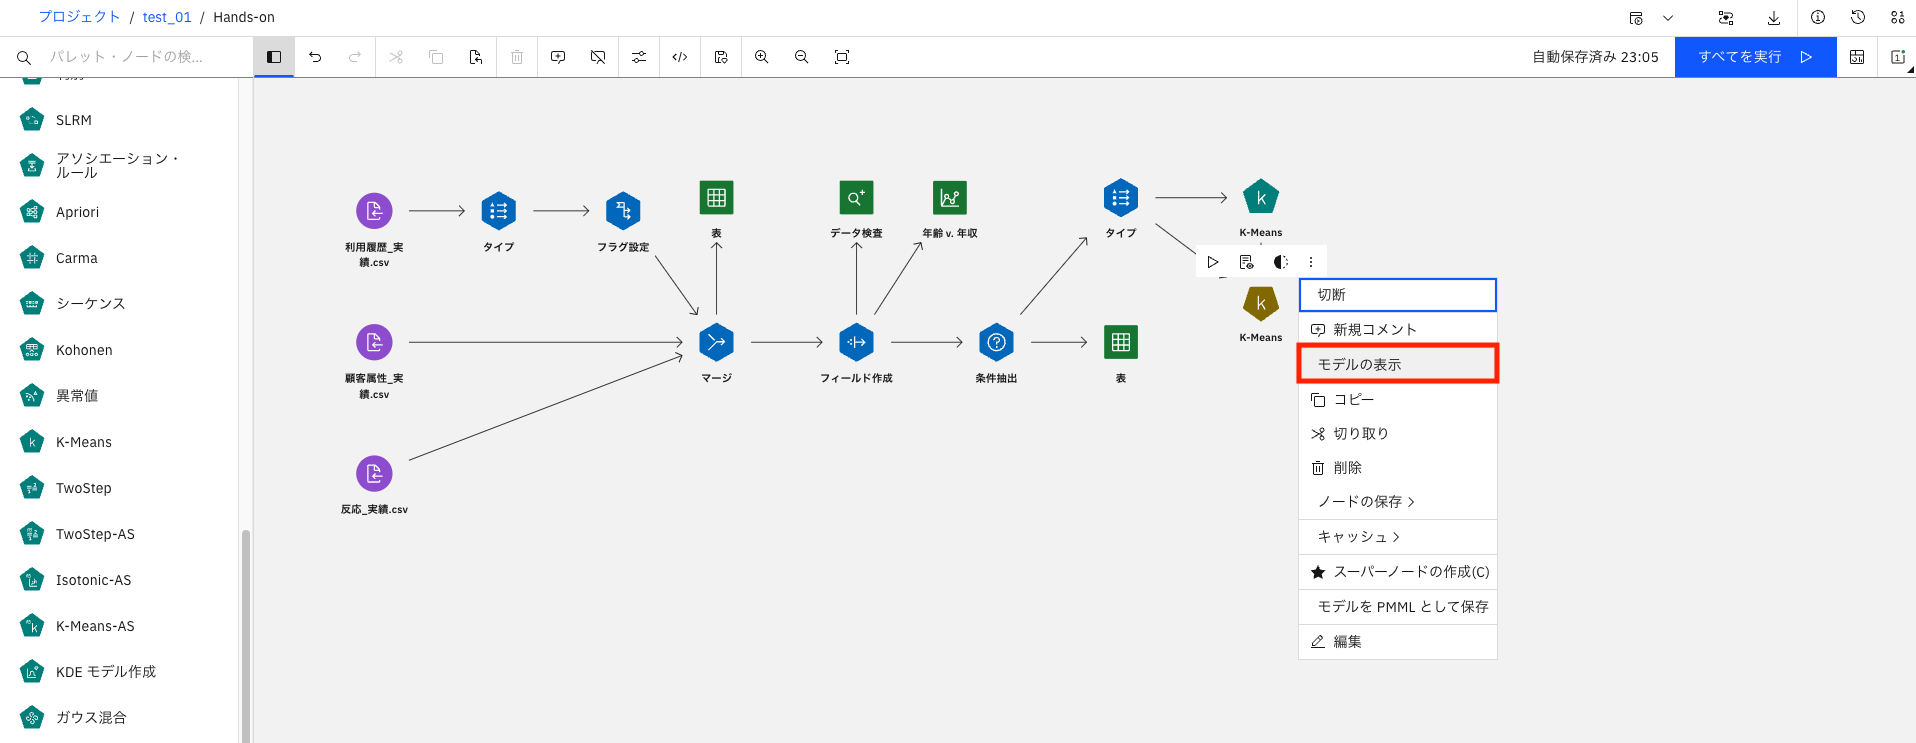 プロジェクト / test_01 / Hands-on
パレット・ノードの検...
自動保存済み 23:05
すべてを実行
SLRM
アソシエーション・
ルール
Apriori
Carma
シーケンス
Kohonen
異常値
K-Means
TwoStep
TwoStep-AS
Isotonic-AS
K-Means-AS
KDE モデル作成
ガウス混合
利用履歴_実
績.csv
タイプ
フラグ設定
表
データ検査
年齢 v. 年収
タイプ
K-Means
顧客属性_実
績.csv
マージ
フィールド作成
条件抽出
表
K-Means
反応_実績.csv
切断
新規コメント
モデルの表示
コピー
切り取り
削除
ノードの保存
キャッシュ
スーパーノードの作成(C)
モデルを PMML として保存
編集